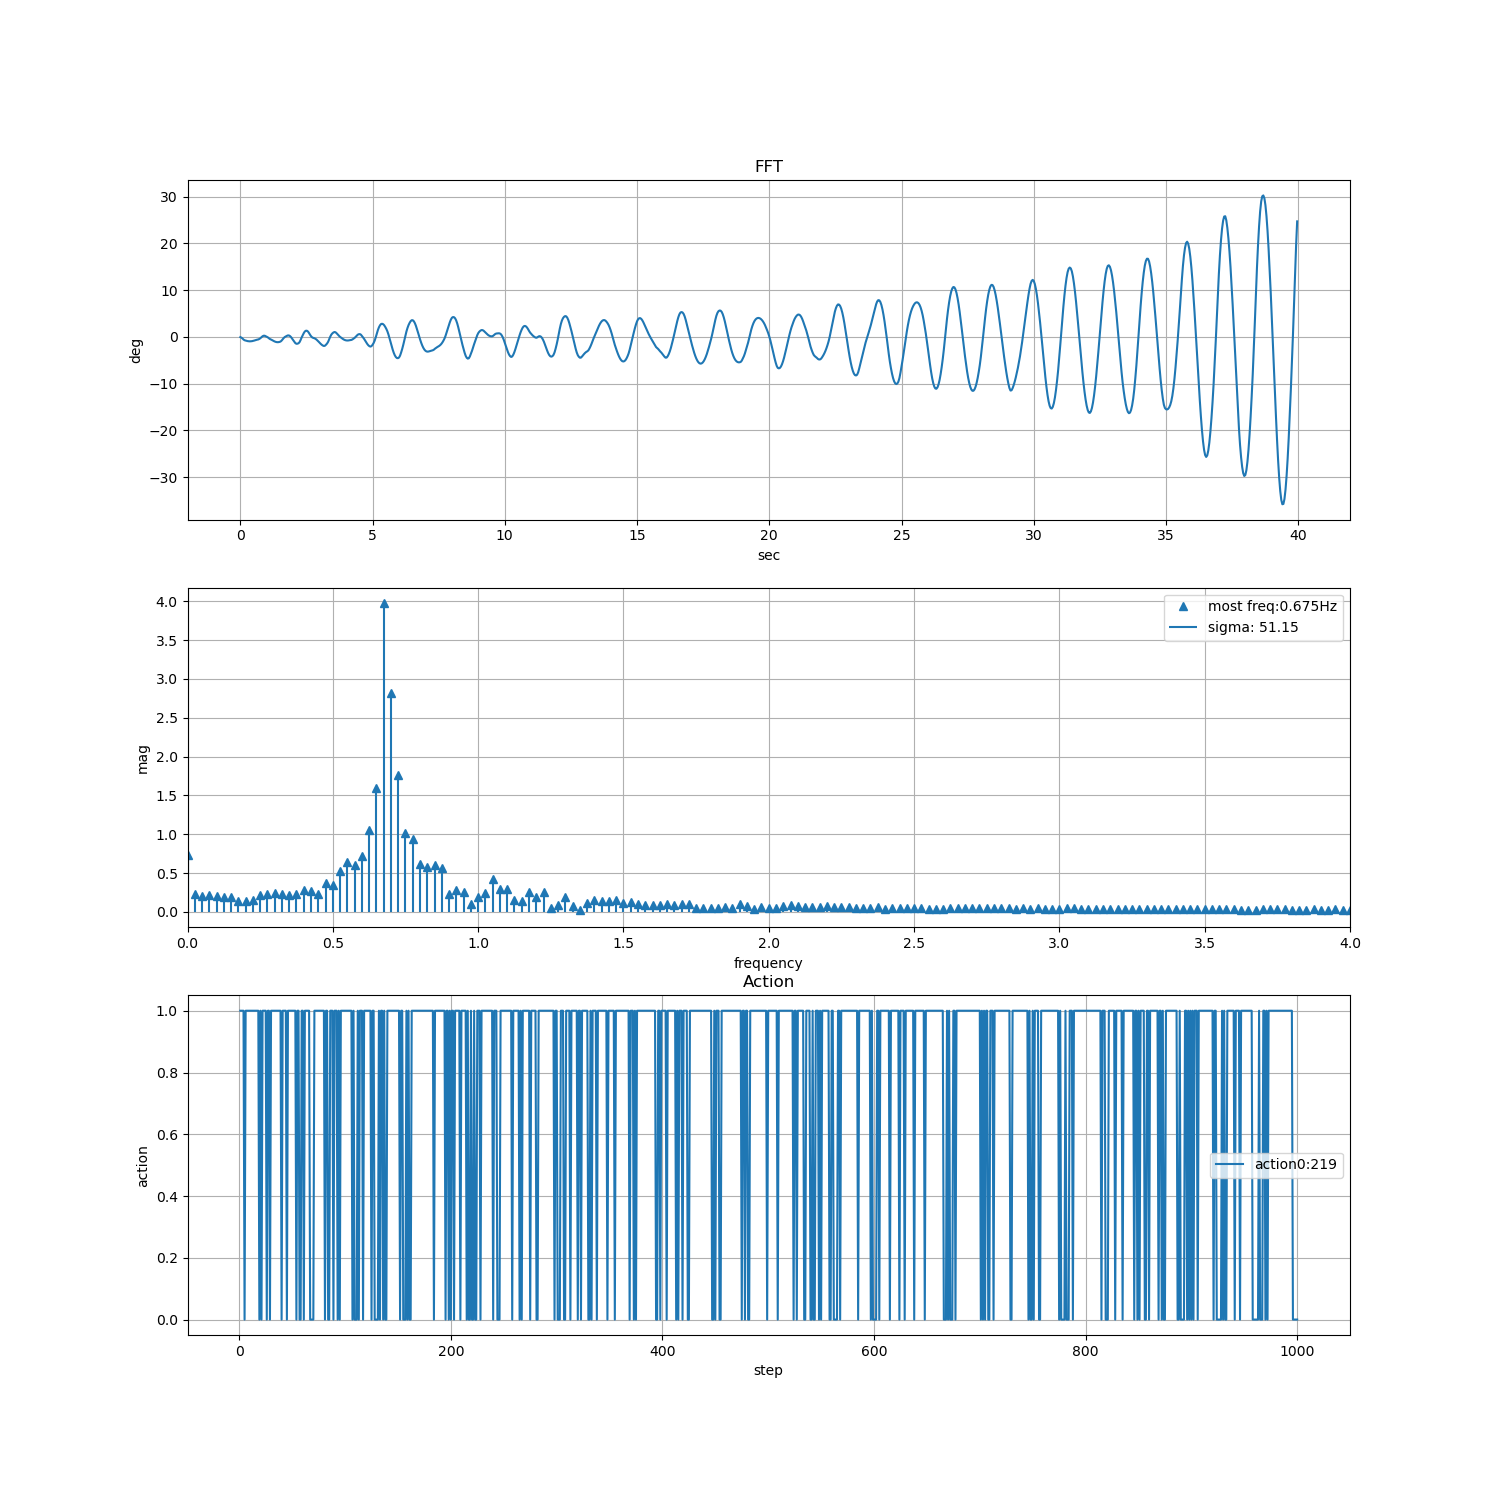 FFT
30
20
10
0
−10
−20
−30
deg
0 5 10 15 20 25 30 35 40
sec
4.0
3.5
3.0
2.5
2.0
1.5
1.0
0.5
0.0
mag
most freq:0.675Hz
sigma: 51.15
0.0 0.5 1.0 1.5 2.0 2.5 3.0 3.5 4.0
frequency
Action
1.0
0.8
0.6
0.4
0.2
0.0
action
action0:219
0 200 400 600 800 1000
step